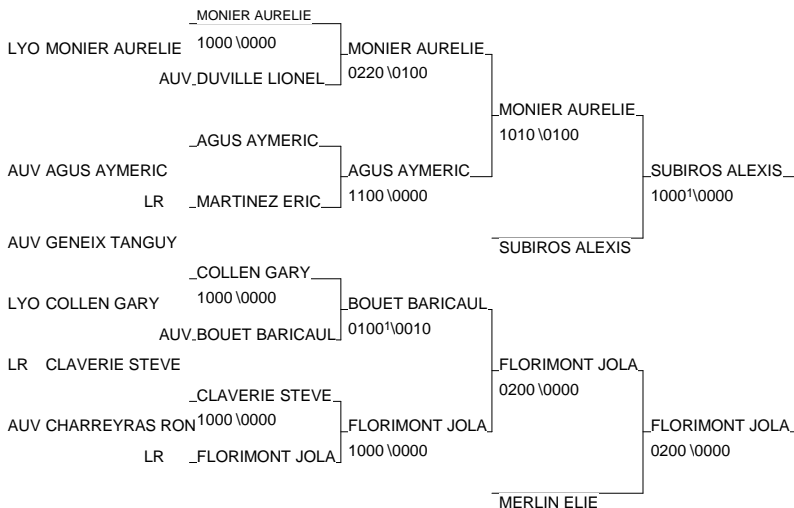 MONIER AURELIE
LYO MONIER AURELIE 1000 \0000 MONIER AURELIE
AUV DUVILLE LIONEL 0220 \0100
MONIER AURELIE
1010 \0100
AGUS AYMERIC
AUV AGUS AYMERIC AGUS AYMERIC SUBIROS ALEXIS
1100 \0000 1000¹\0000
LR MARTINEZ ERIC
AUV GENEIX TANGUY SUBIROS ALEXIS
COLLEN GARY
LYO COLLEN GARY 1000 \0000 BOUET BARICAUL
AUV BOUET BARICAUL 0100¹\0010
LR CLAVERIE STEVE FLORIMONT JOLA
0200 \0000
CLAVERIE STEVE
AUV CHARREYRAS RON 1000 \0000 FLORIMONT JOLA FLORIMONT JOLA
LR FLORIMONT JOLA 1000 \0000 0200 \0000
MERLIN ELIE